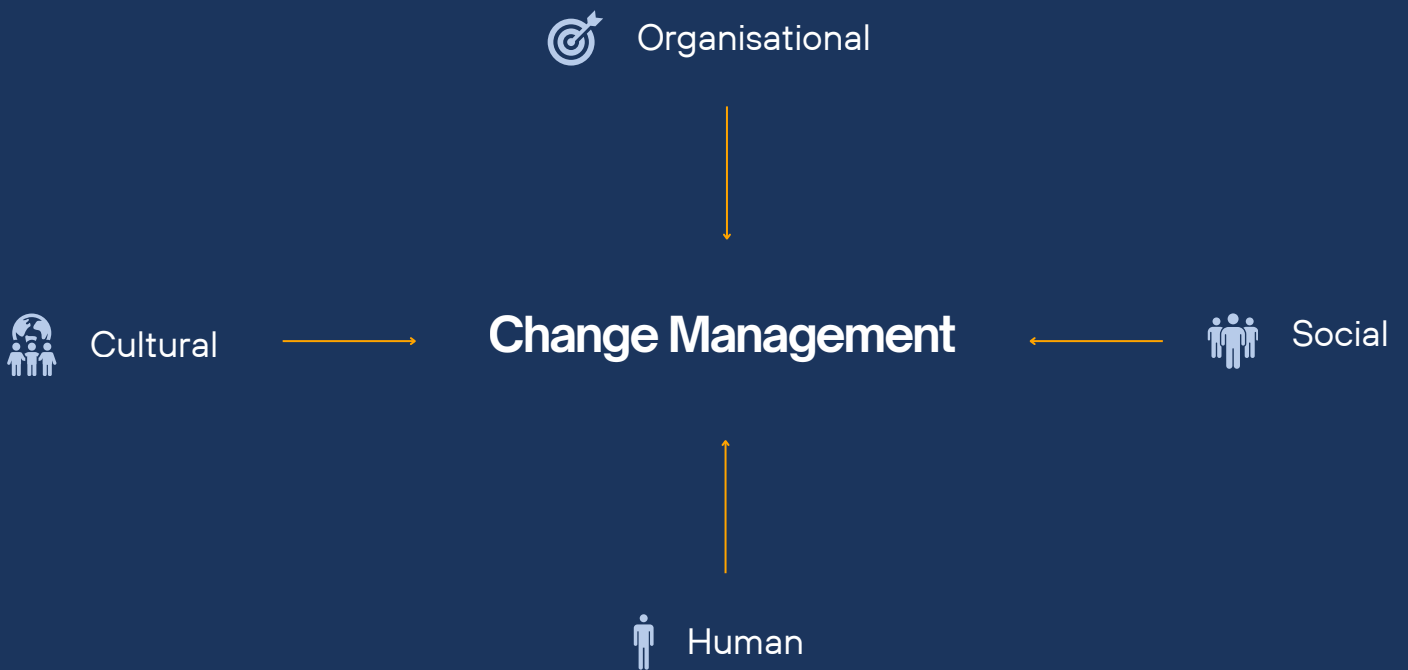 Organisational
Cultural
Change Management
Social
Human